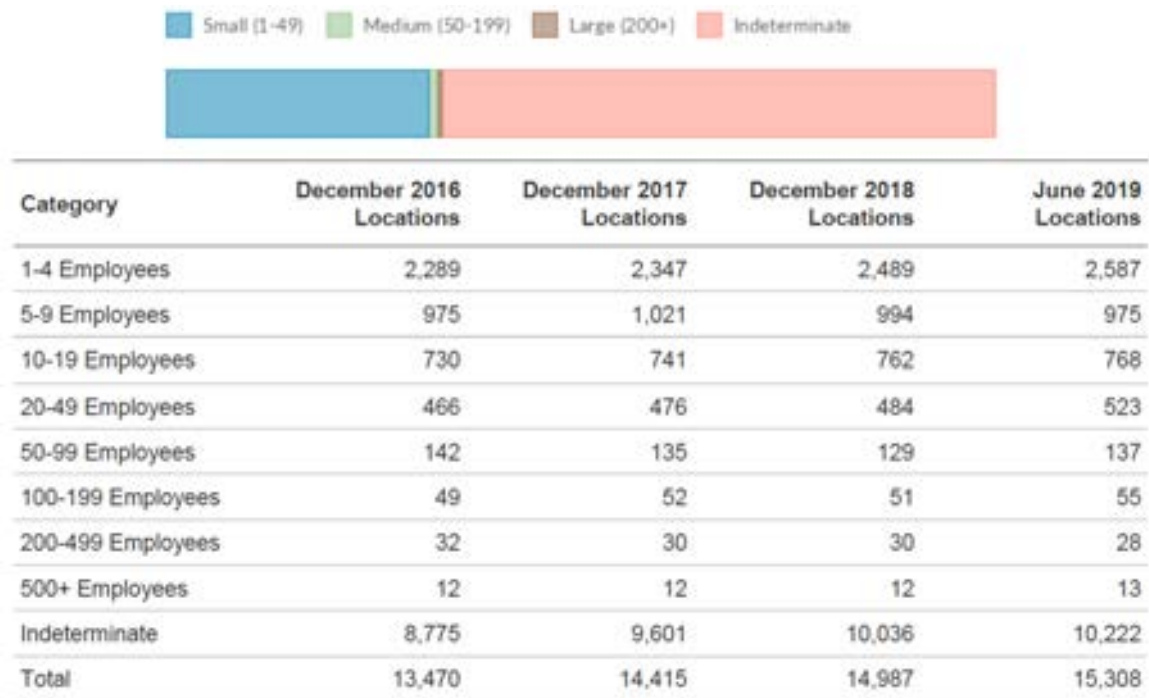 Small (1-49) Medium (50-199) Large (200+) Indeterminate
Category December 2016 Locations December 2017 Locations December 2018 Locations June 2019 Locations
1-4 Employees 2,289 2,347 2,489 2,587
5-9 Employees 975 1,021 994 975
10-19 Employees 730 741 762 768
20-49 Employees 466 476 484 523
50-99 Employees 142 135 129 137
100-199 Employees 49 52 51 55
200-499 Employees 32 30 30 28
500+ Employees 12 12 12 13
Indeterminate 8,775 9,601 10,036 10,222
Total 13,470 14,415 14,987 15,308